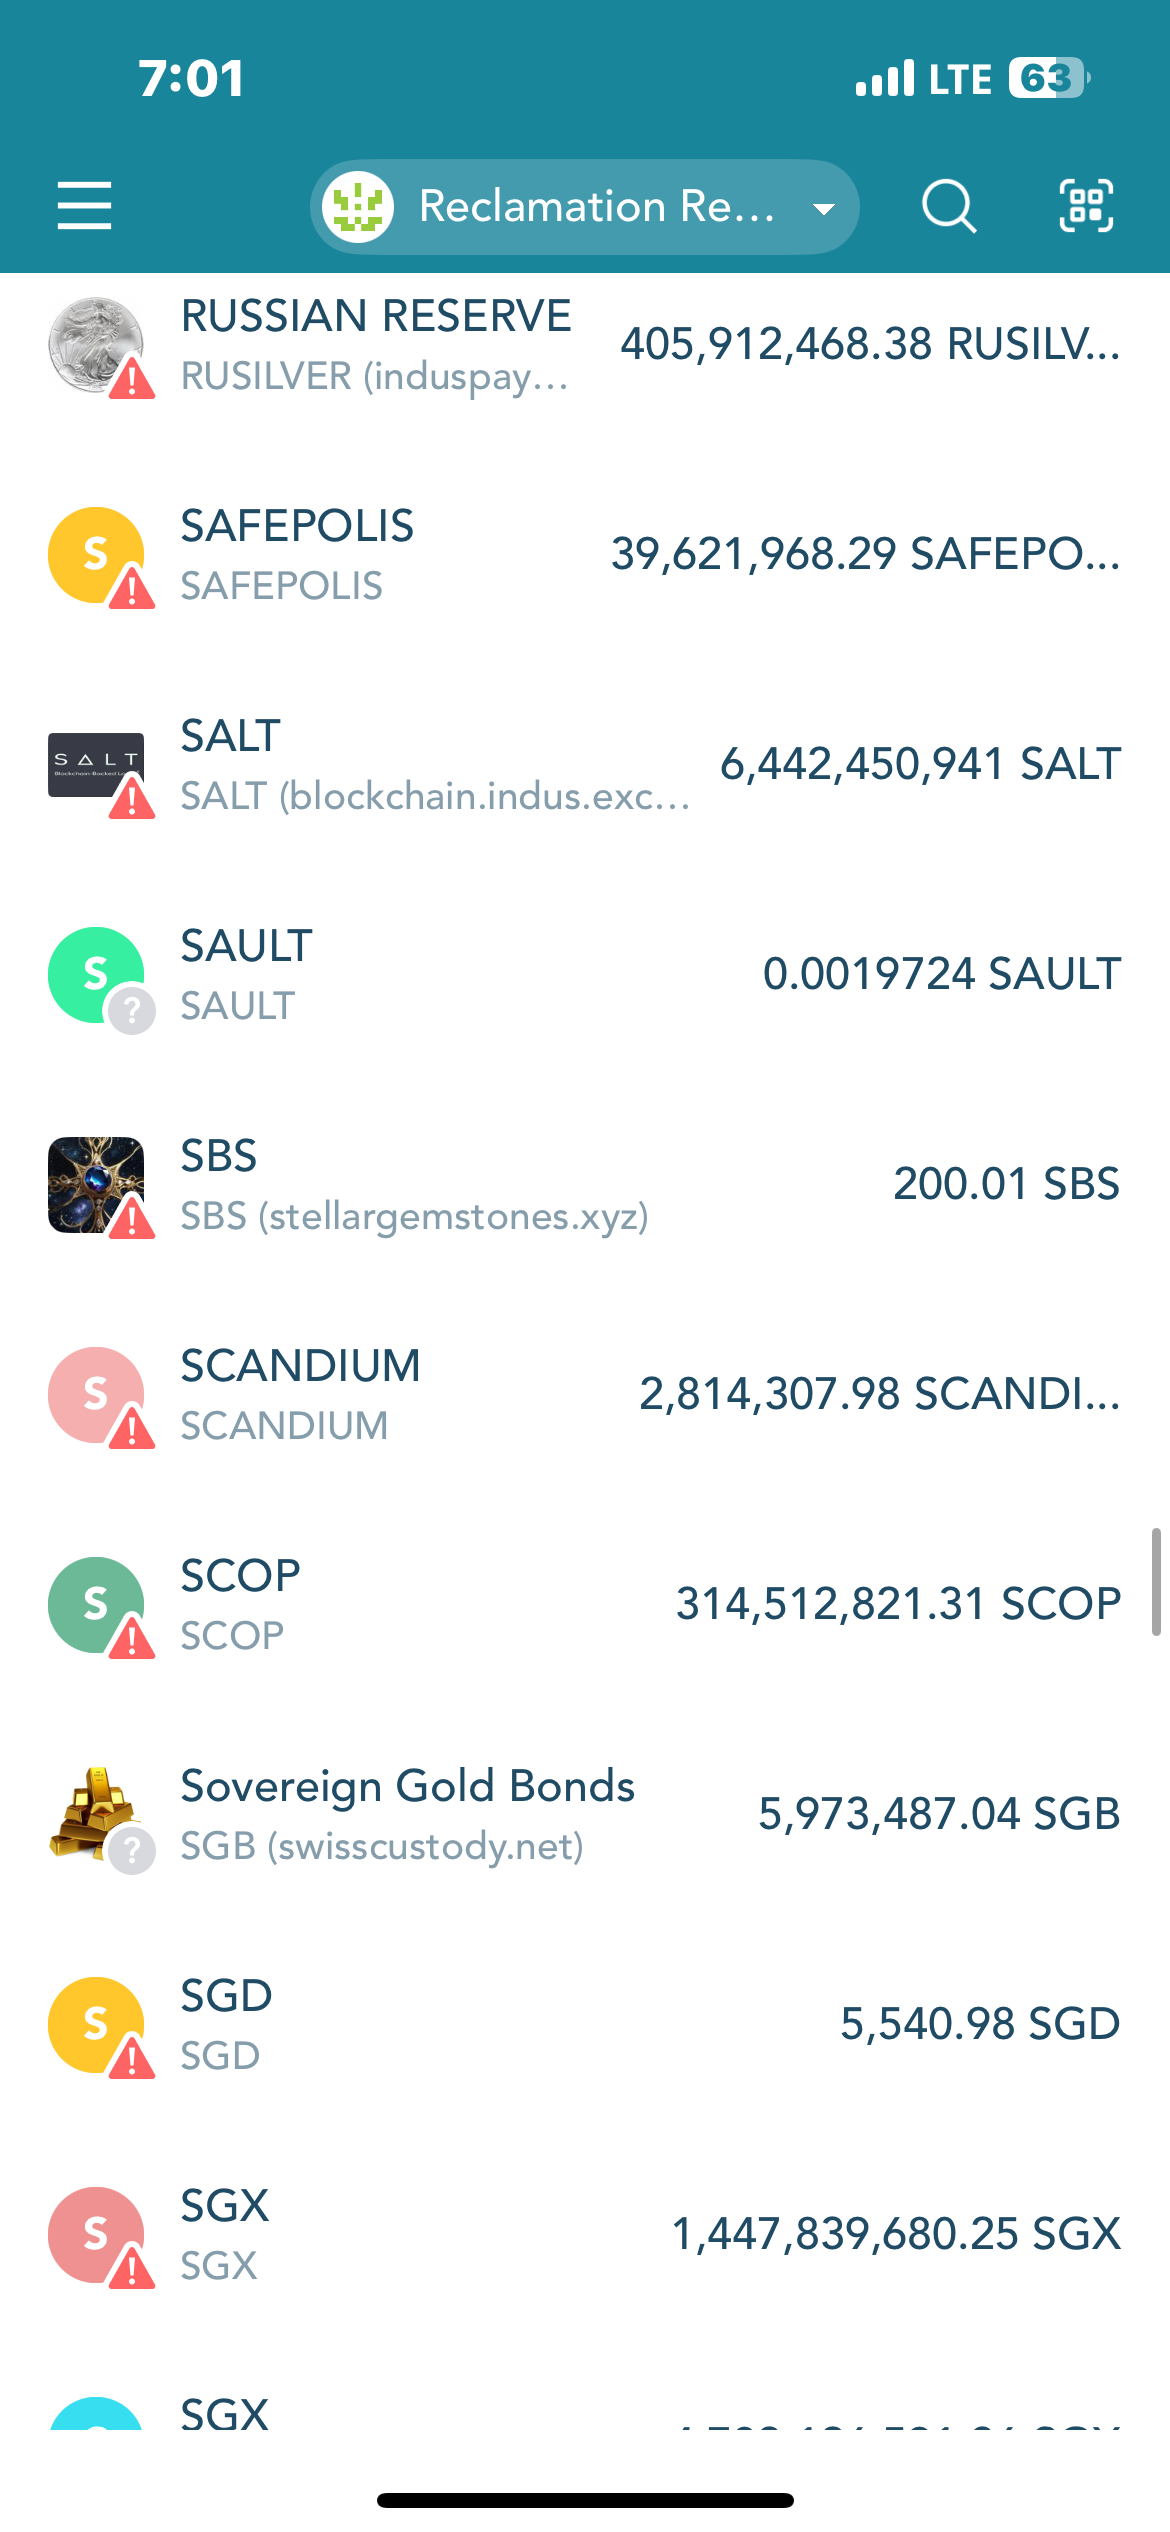 7:01
LTE 63
Reclamation Re...
RUSSIAN RESERVE
405,912,468.38 RUSILV...
RUSILVER (induspay...
S
SAFEPOLIS
39,621,968.29 SAFEPO...
SAFEPOLIS
SALT
SALT
6,442,450,941 SALT
SALT (blockchain.indus.exc...
S
SAULT
0.0019724 SAULT
?
SAULT
SBS
200.01 SBS
SBS (stellargemstones.xyz)
S
SCANDIUM
2,814,307.98 SCANDI...
SCANDIUM
S
SCOP
314,512,821.31 SCOP
SCOP
Sovereign Gold Bonds
5,973,487.04 SGB
?
SGB (swisscustody.net)
S
SGD
5,540.98 SGD
SGD
S
SGX
1,447,839,680.25 SGX
SGX
SGX